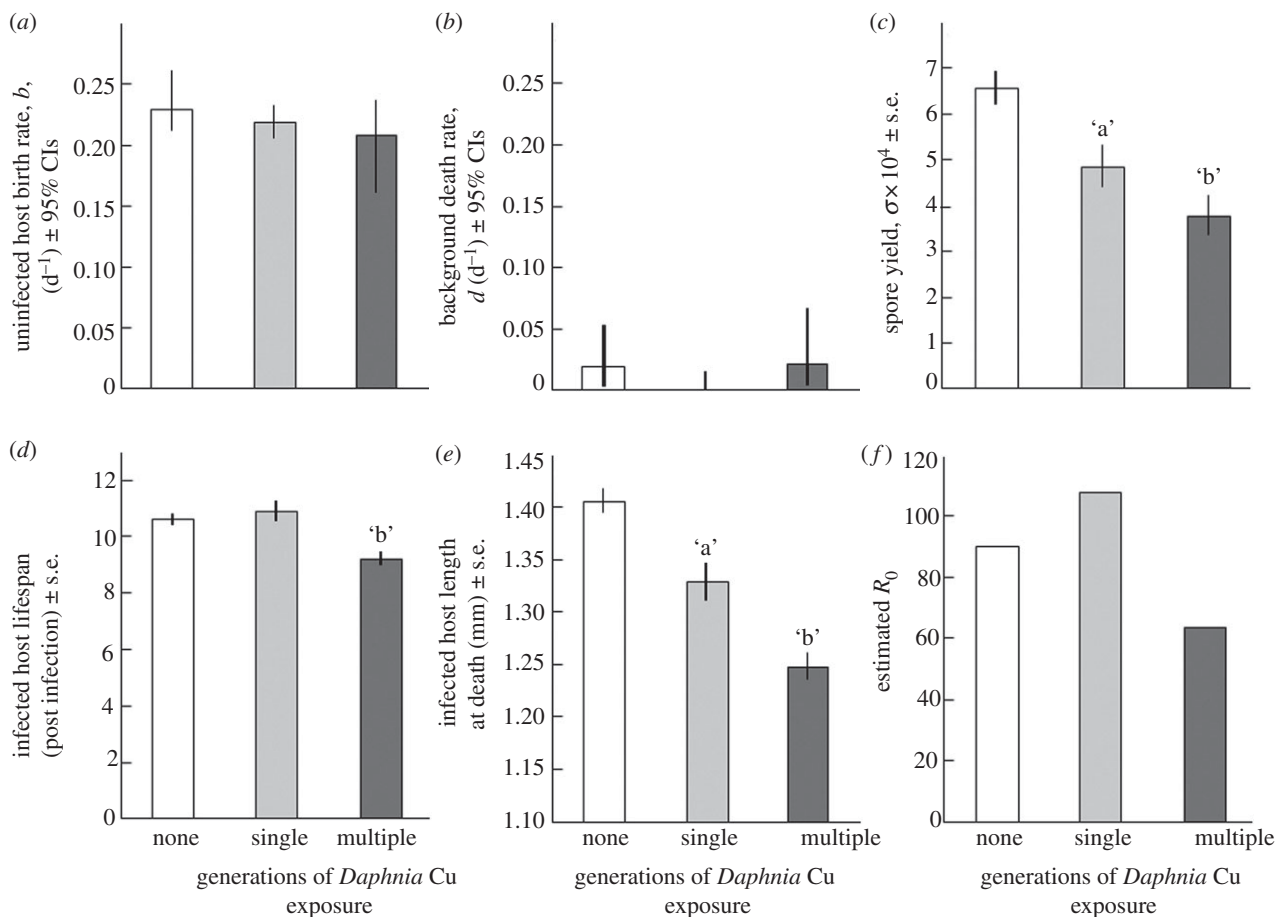 (a)
uninfected host birth rate, b,
(d⁻¹) ± 95% CIs
0.25
0.20
0.15
0.10
0.05
0
(b)
background death rate,
d (d⁻¹) ± 95% CIs
0.25
0.20
0.15
0.10
0.05
0
(c)
spore yield, σ×10⁴ ± s.e.
7
6
5
4
3
2
1
0
‘a’
‘b’
(d)
infected host lifespan
(post infection) ± s.e.
12
10
8
6
4
2
0
‘b’
none single multiple
generations of Daphnia Cu
exposure
(e)
infected host length
at death (mm) ± s.e.
1.45
1.40
1.35
1.30
1.25
1.20
1.15
1.10
‘a’
‘b’
none single multiple
generations of Daphnia Cu
exposure
(f)
estimated R₀
120
100
80
60
40
20
0
none single multiple
generations of Daphnia Cu
exposure